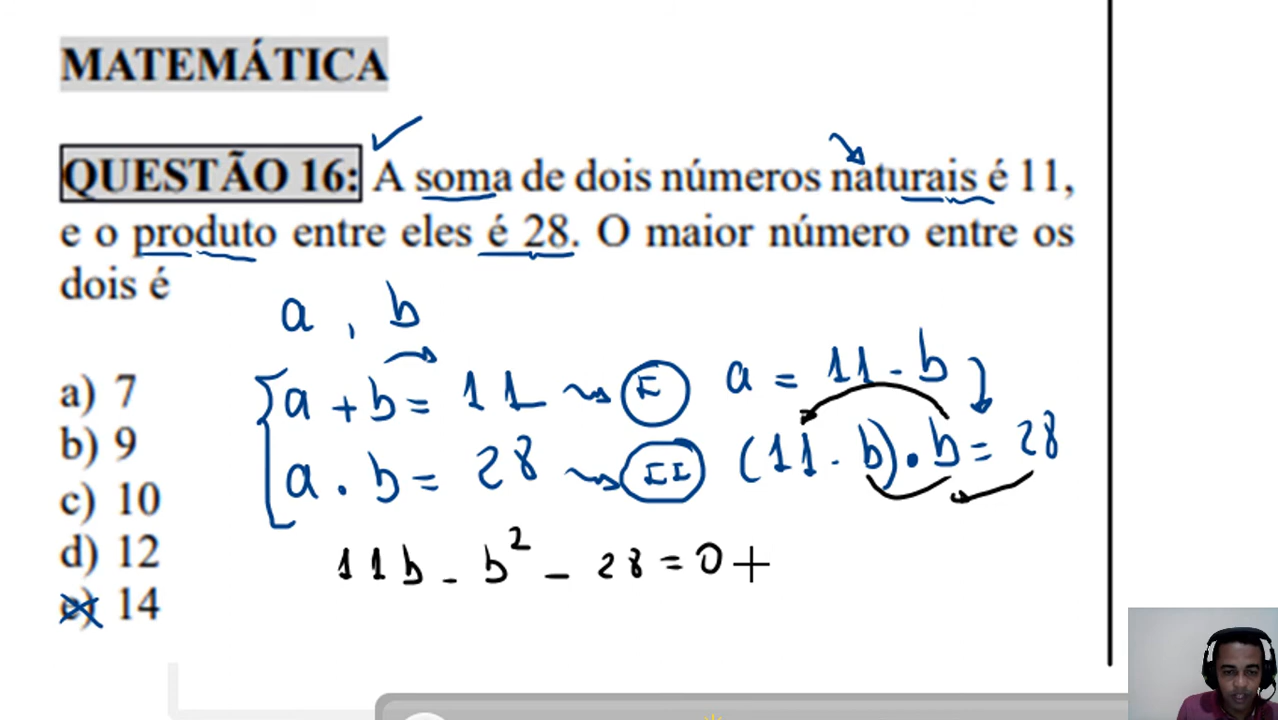 MATEMÁTICA
QUESTÃO 16: A soma de dois números naturais é 11,
e o produto entre eles é 28. O maior número entre os
dois é
a , b
a + b = 11 I a = 11 - b
a . b = 28 II (11 - b) . b = 28
11b - b² - 28 = 0
a) 7
b) 9
c) 10
d) 12
e) 14